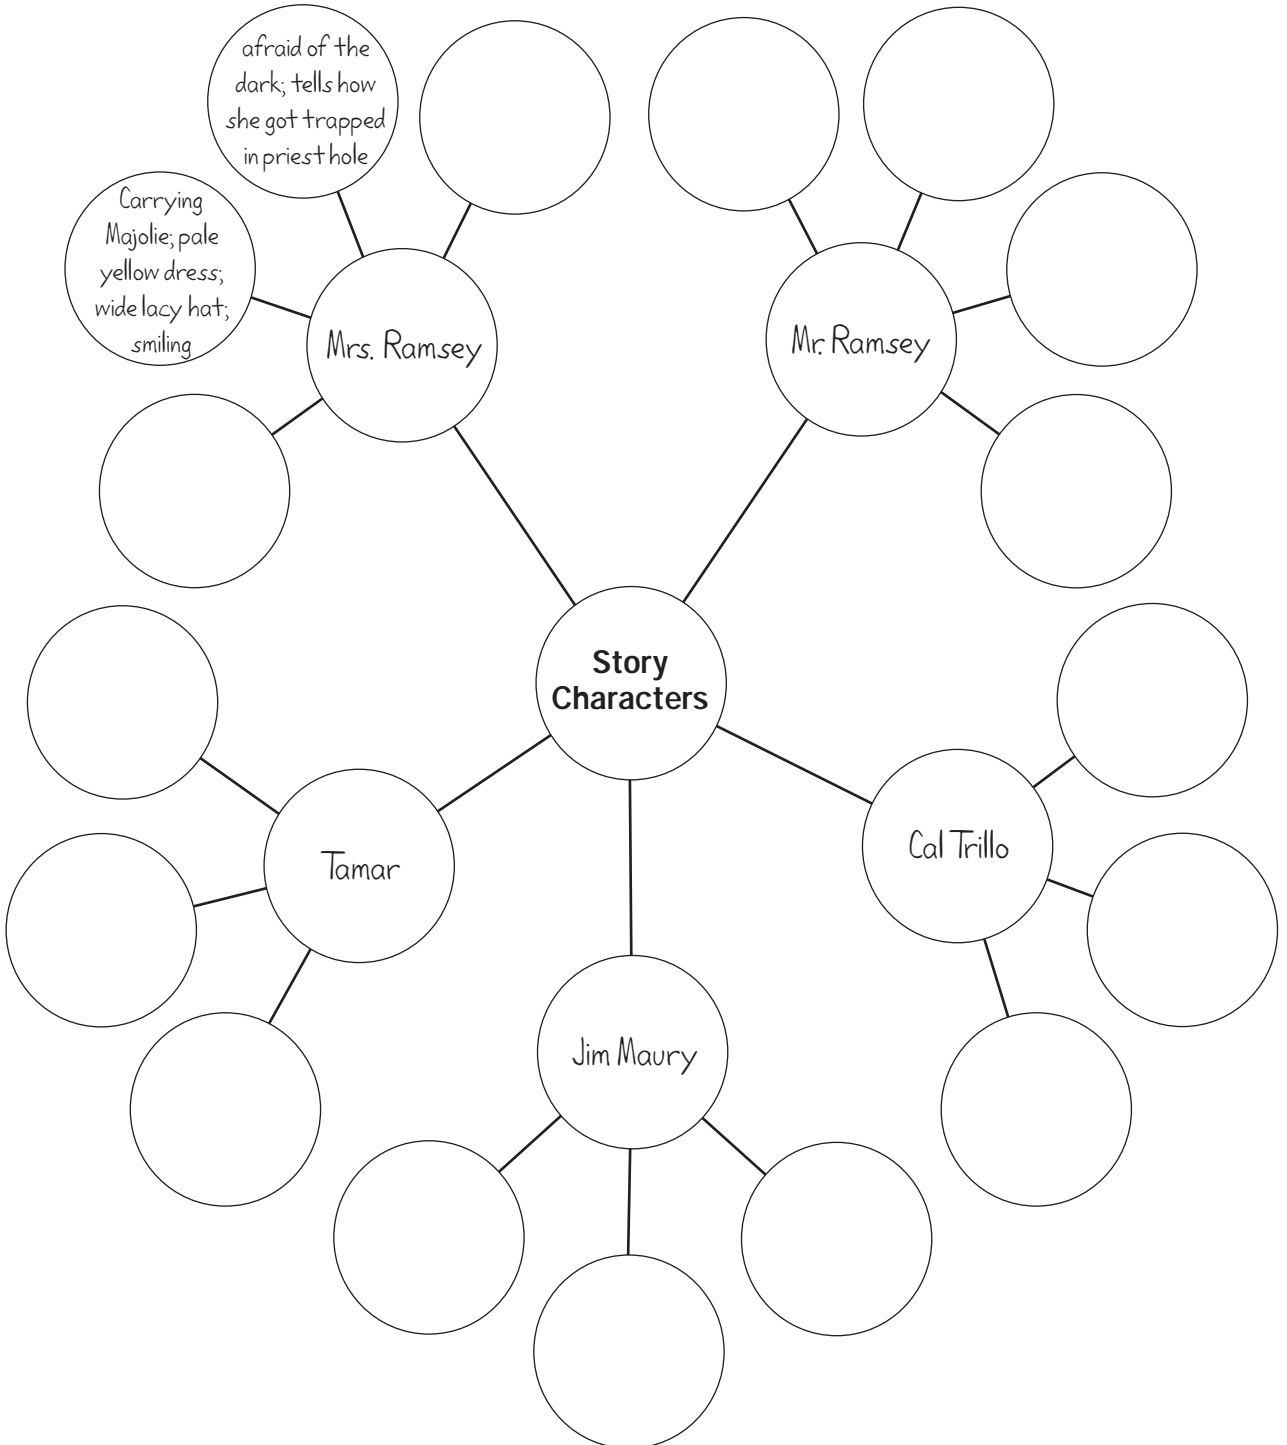 afraid of the
dark; tells how
she got trapped
in priest hole
Carrying
Majolie; pale
yellow dress;
wide lacy hat;
smiling
Mrs. Ramsey
Mr. Ramsey
Story
Characters
Tamar
Cal Trillo
Jim Maury